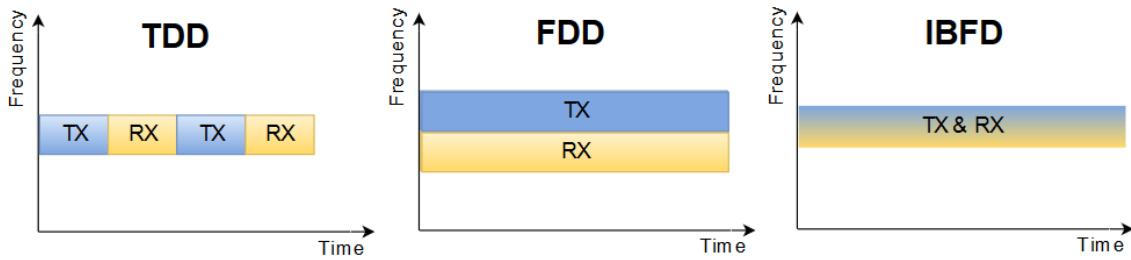 TDD
Frequency
TX
RX
TX
RX
Time
FDD
Frequency
TX
RX
Time
IBFD
Frequency
TX & RX
Time